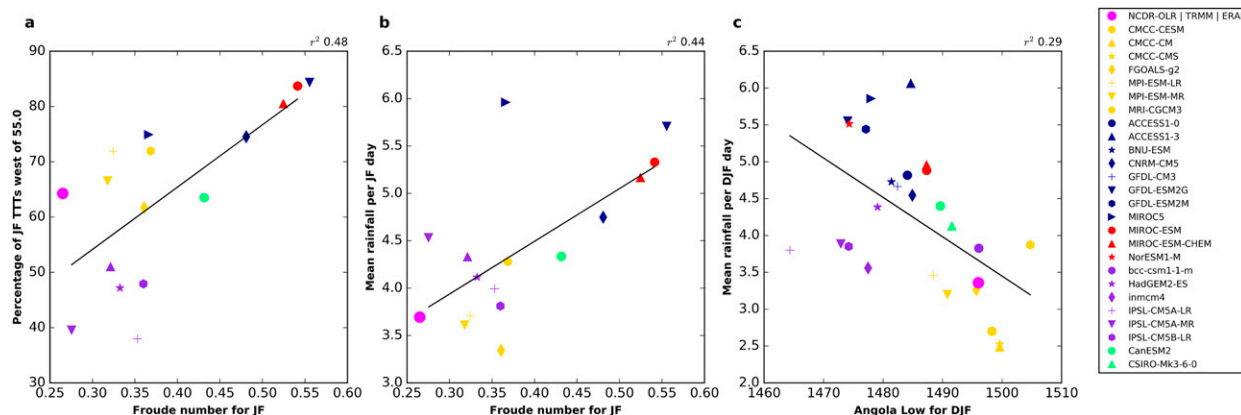 a
r² 0.48
Percentage of JF TTTs west of 55.0
90
80
70
60
50
40
30
0.25 0.30 0.35 0.40 0.45 0.50 0.55 0.60
Froude number for JF
b
r² 0.44
Mean rainfall per JF day
6.5
6.0
5.5
5.0
4.5
4.0
3.5
3.0
0.25 0.30 0.35 0.40 0.45 0.50 0.55 0.60
Froude number for JF
c
r² 0.29
Mean rainfall per DJF day
6.5
6.0
5.5
5.0
4.5
4.0
3.5
3.0
2.5
2.0
1460 1470 1480 1490 1500 1510
Angola Low for DJF
NCDR-OLR | TRMM | ERAI
CMCC-CESM
CMCC-CM
CMCC-CMS
FGOALS-g2
MPI-ESM-LR
MPI-ESM-MR
MRI-CGCM3
ACCESS1-0
ACCESS1-3
BNU-ESM
CNRM-CM5
GFDL-CM3
GFDL-ESM2G
GFDL-ESM2M
MIROC5
MIROC-ESM
MIROC-ESM-CHEM
NorESM1-M
bcc-csm1-1-m
HadGEM2-ES
inmcm4
IPSL-CM5A-LR
IPSL-CM5A-MR
IPSL-CM5B-LR
CanESM2
CSIRO-Mk3-6-0